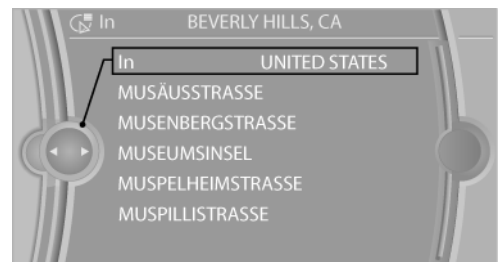 In BEVERLY HILLS, CA
In UNITED STATES
MUSÄUSSTRASSE
MUSENBERGSTRASSE
MUSEUMSINSEL
MUSPELHEIMSTRASSE
MUSPILLISTRASSE